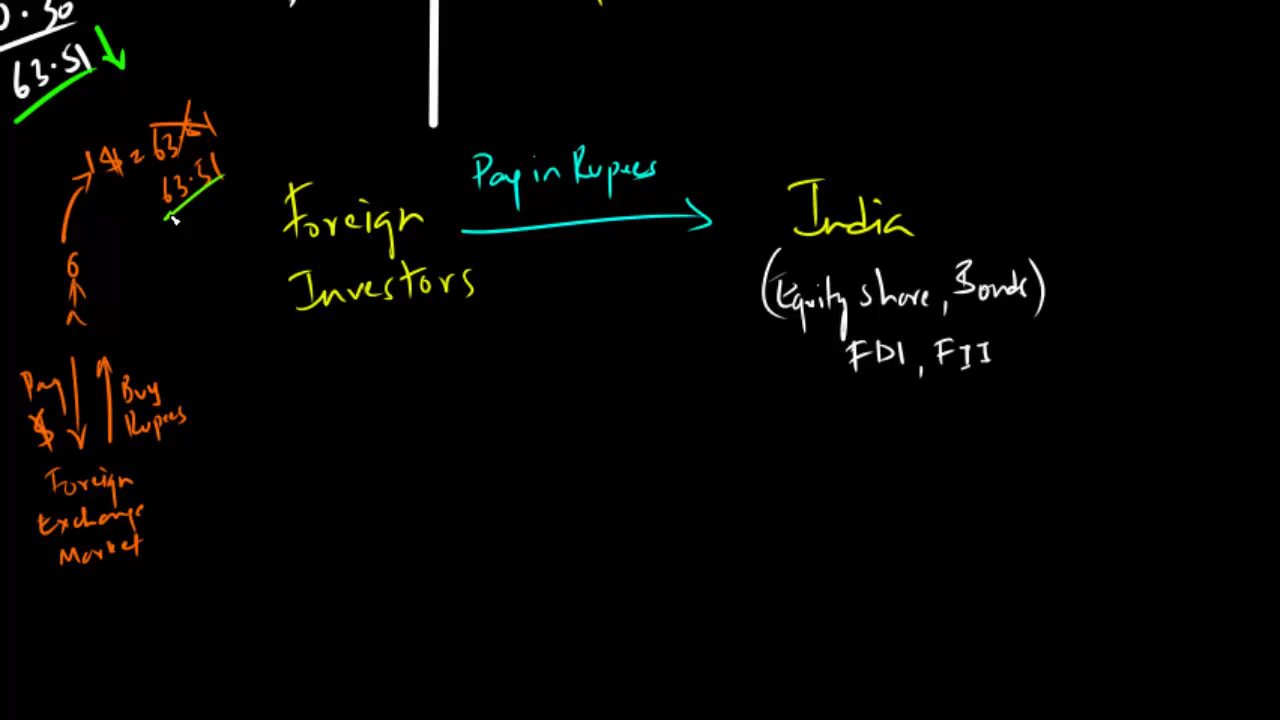 63.51
1$ = 63
63.51
Pay in Rupees
Foreign
Investors
India
(Equity share, Bonds)
FDI, FII
6
Pay
$
Buy
Rupees
Foreign
Exchange
Market